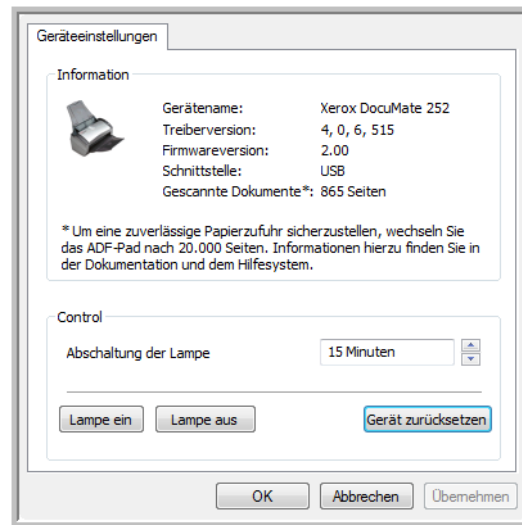 Geräteeinstellungen
Information
Gerätename: Xerox DocuMate 252
Treiberversion: 4, 0, 6, 515
Firmwareversion: 2.00
Schnittstelle: USB
Gescannte Dokumente*: 865 Seiten
* Um eine zuverlässige Papierzufuhr sicherzustellen, wechseln Sie
das ADF-Pad nach 20.000 Seiten. Informationen hierzu finden Sie in
der Dokumentation und dem Hilfesystem.
Control
Abschaltung der Lampe 15 Minuten
Lampe ein Lampe aus Gerät zurücksetzen
OK Abbrechen Übernehmen